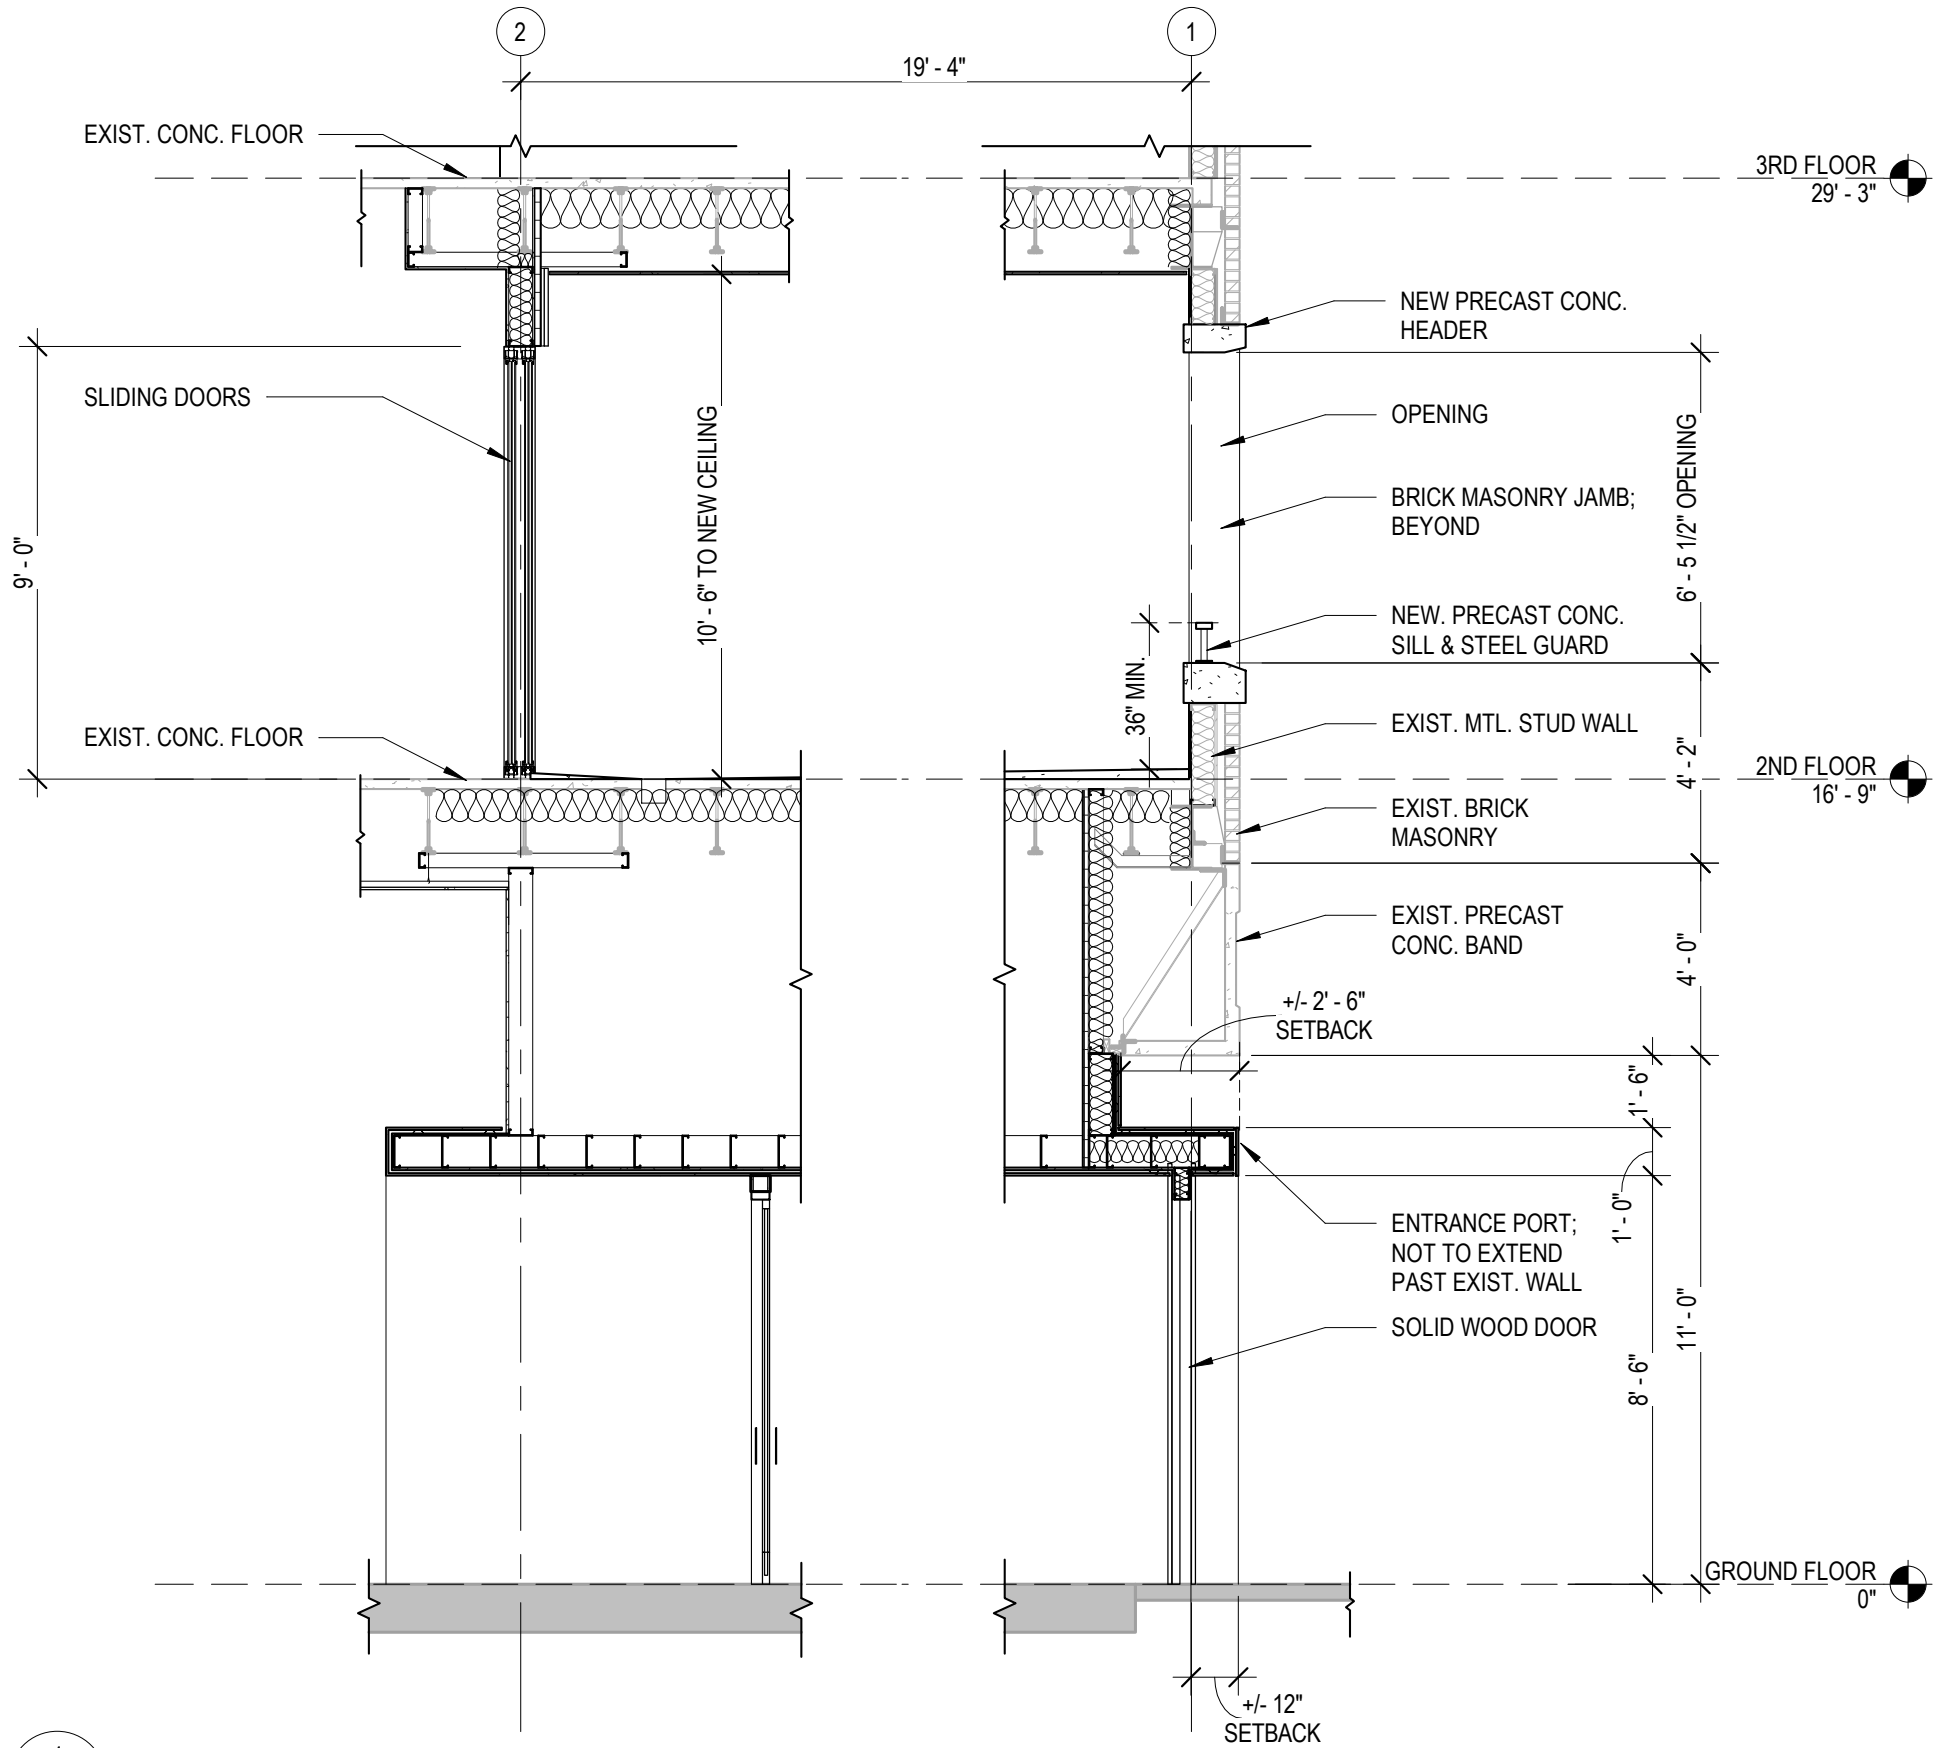 2
1
19' - 4"
EXIST. CONC. FLOOR
3RD FLOOR
29' - 3"
NEW PRECAST CONC.
HEADER
SLIDING DOORS
OPENING
10' - 6" TO NEW CEILING
6' - 5 1/2" OPENING
BRICK MASONRY JAMB;
BEYOND
9' - 0"
NEW. PRECAST CONC.
SILL & STEEL GUARD
36" MIN.
EXIST. MTL. STUD WALL
EXIST. CONC. FLOOR
4' - 2"
2ND FLOOR
16' - 9"
EXIST. BRICK
MASONRY
EXIST. PRECAST
CONC. BAND
4' - 0"
+/- 2' - 6"
SETBACK
1' - 6"
1' - 0"
ENTRANCE PORT;
NOT TO EXTEND
PAST EXIST. WALL
SOLID WOOD DOOR
11' - 0"
8' - 6"
GROUND FLOOR
0"
+/- 12"
SETBACK